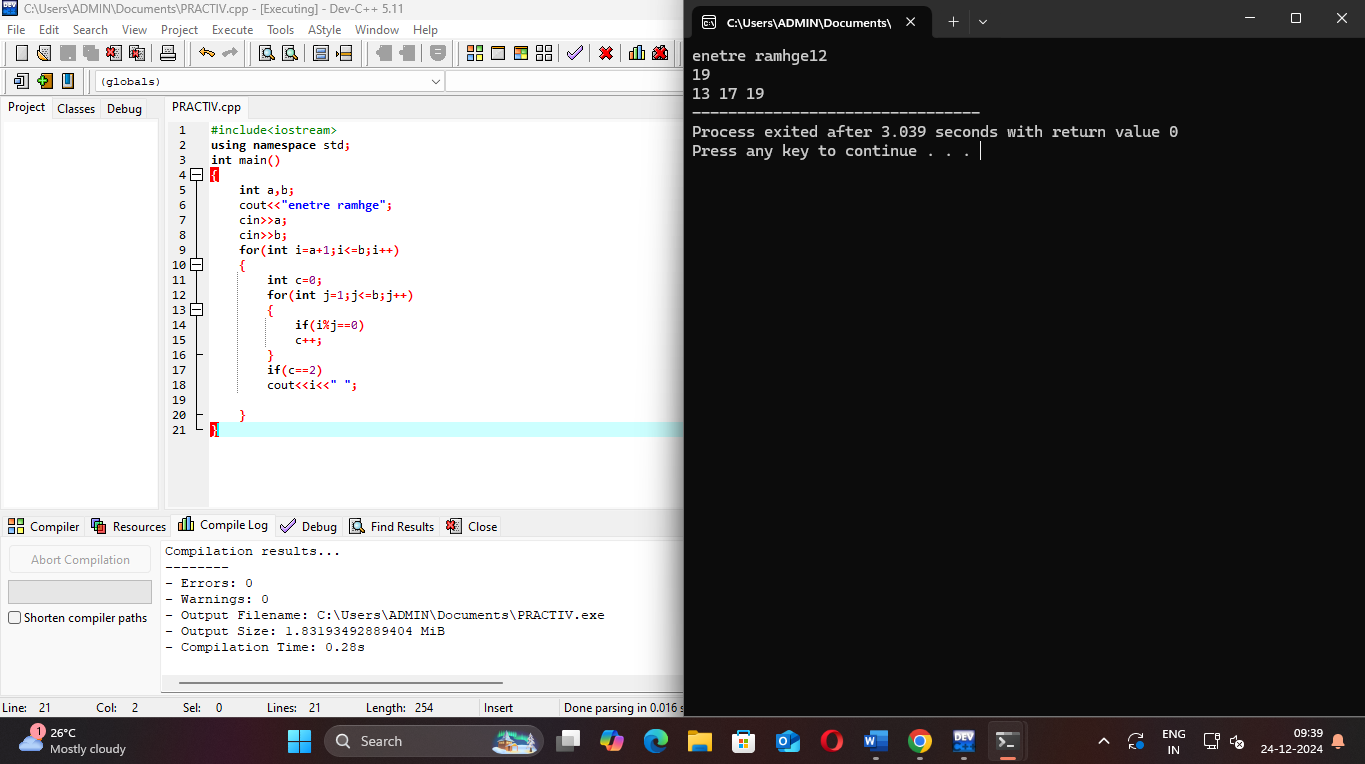 C:\Users\ADMIN\Documents\PRACTIV.cpp - [Executing] - Dev-C++ 5.11
File Edit Search View Project Execute Tools AStyle Window Help
(globals)
Project Classes Debug
PRACTIV.cpp
1 #include<iostream>
2 using namespace std;
3 int main()
4 {
5 int a,b;
6 cout<<"enetre ramhge";
7 cin>>a;
8 cin>>b;
9 for(int i=a+1;i<=b;i++)
10 {
11 int c=0;
12 for(int j=1;j<=b;j++)
13 {
14 if(i%j==0)
15 c++;
16 }
17 if(c==2)
18 cout<<i<<" ";
19
20 }
21 }
Compiler Resources Compile Log Debug Find Results Close
Abort Compilation
Shorten compiler paths
Compilation results...
--------
- Errors: 0
- Warnings: 0
- Output Filename: C:\Users\ADMIN\Documents\PRACTIV.exe
- Output Size: 1.83193492889404 MiB
- Compilation Time: 0.28s
Line: 21 Col: 2 Sel: 0 Lines: 21 Length: 254 Insert Done parsing in 0.016 s
C:\Users\ADMIN\Documents\
enetre ramhge12
19
13 17 19
--------------------------------
Process exited after 3.039 seconds with return value 0
Press any key to continue . . .
1
26°C
Mostly cloudy
Search
DEV
ENG
IN
09:39
24-12-2024